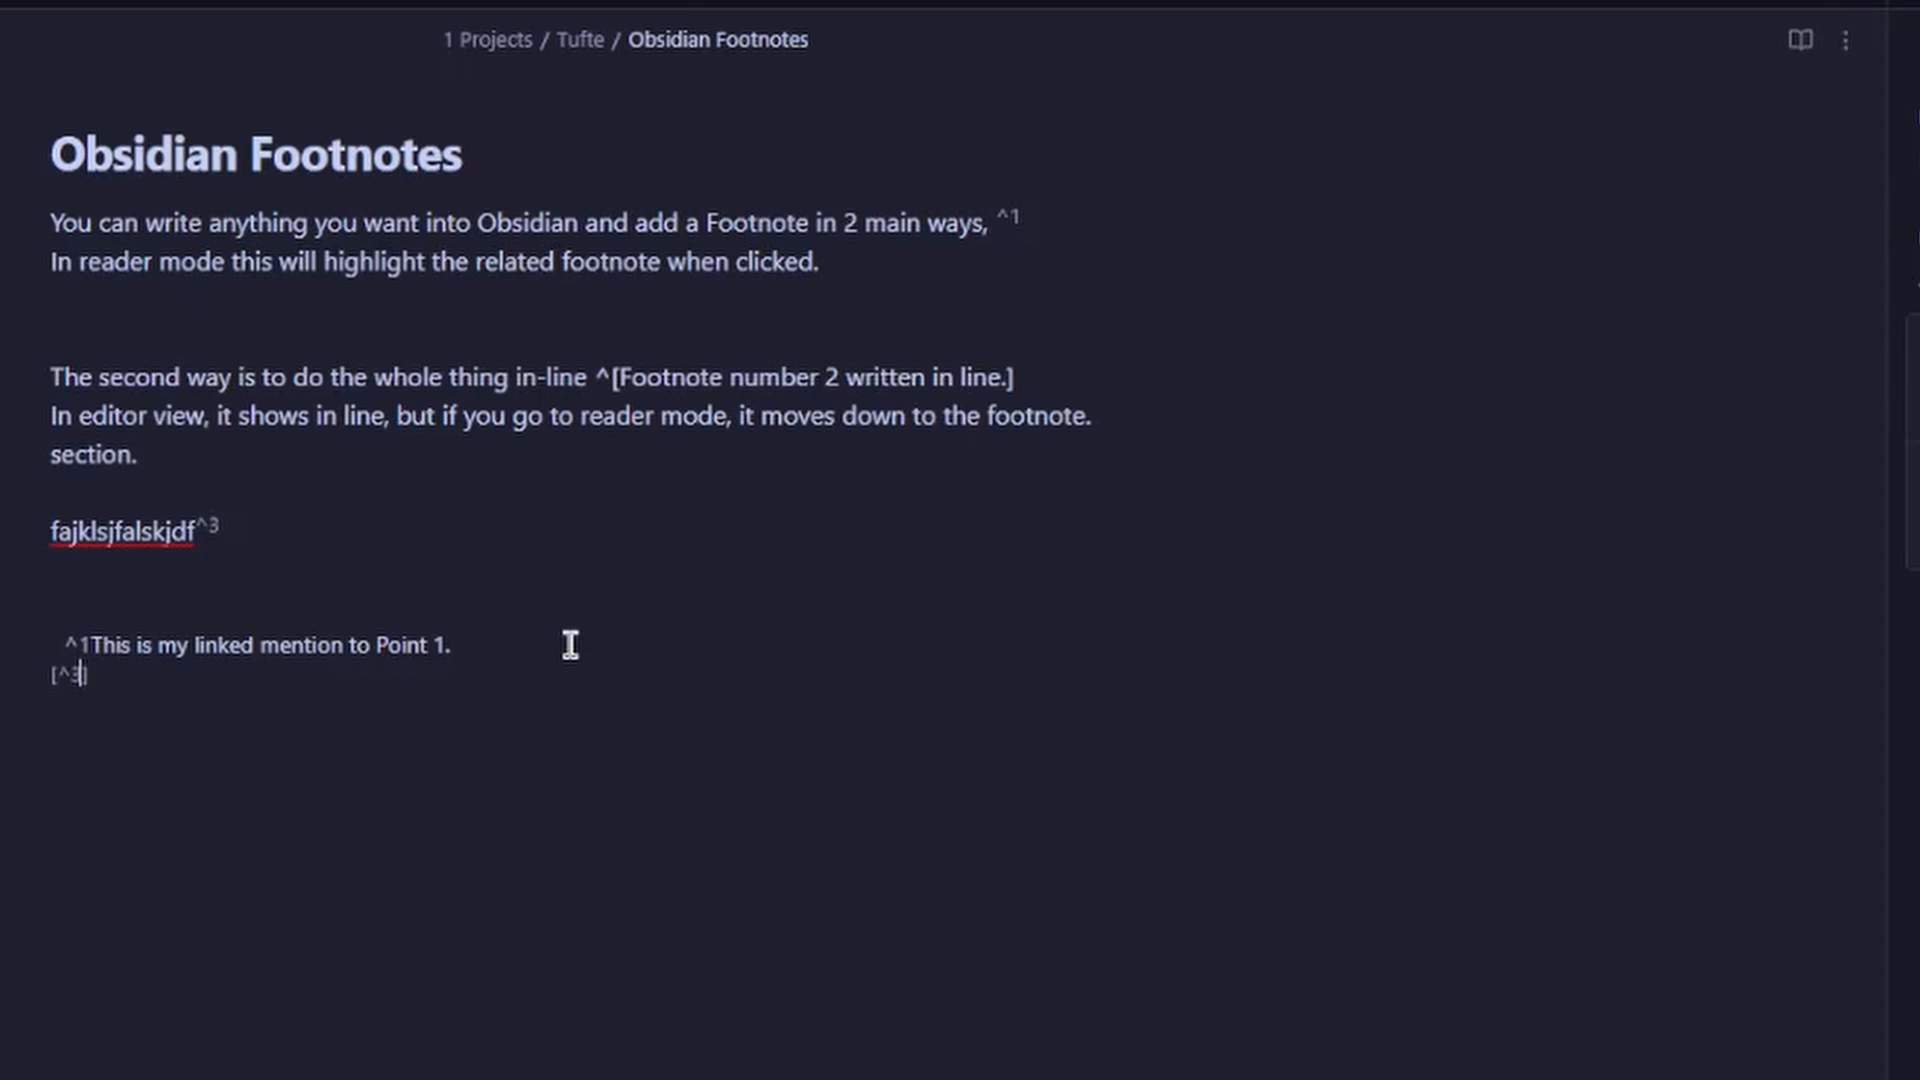 1 Projects / Tufte / Obsidian Footnotes
Obsidian Footnotes
You can write anything you want into Obsidian and add a Footnote in 2 main ways, ^1
In reader mode this will highlight the related footnote when clicked.
The second way is to do the whole thing in-line ^[Footnote number 2 written in line.]
In editor view, it shows in line, but if you go to reader mode, it moves down to the footnote.
section.
fajklsjfalskjdf^3
^1This is my linked mention to Point 1.
[^3]